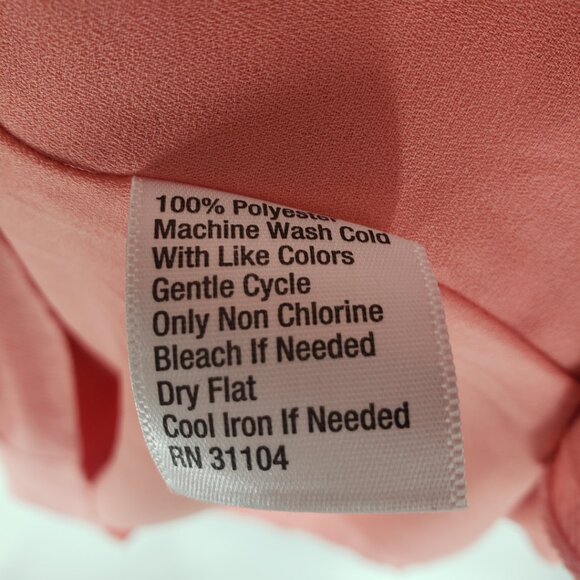 100% Polyester
Machine Wash Cold
With Like Colors
Gentle Cycle
Only Non Chlorine
Bleach If Needed
Dry Flat
Cool Iron If Needed
RN 31104